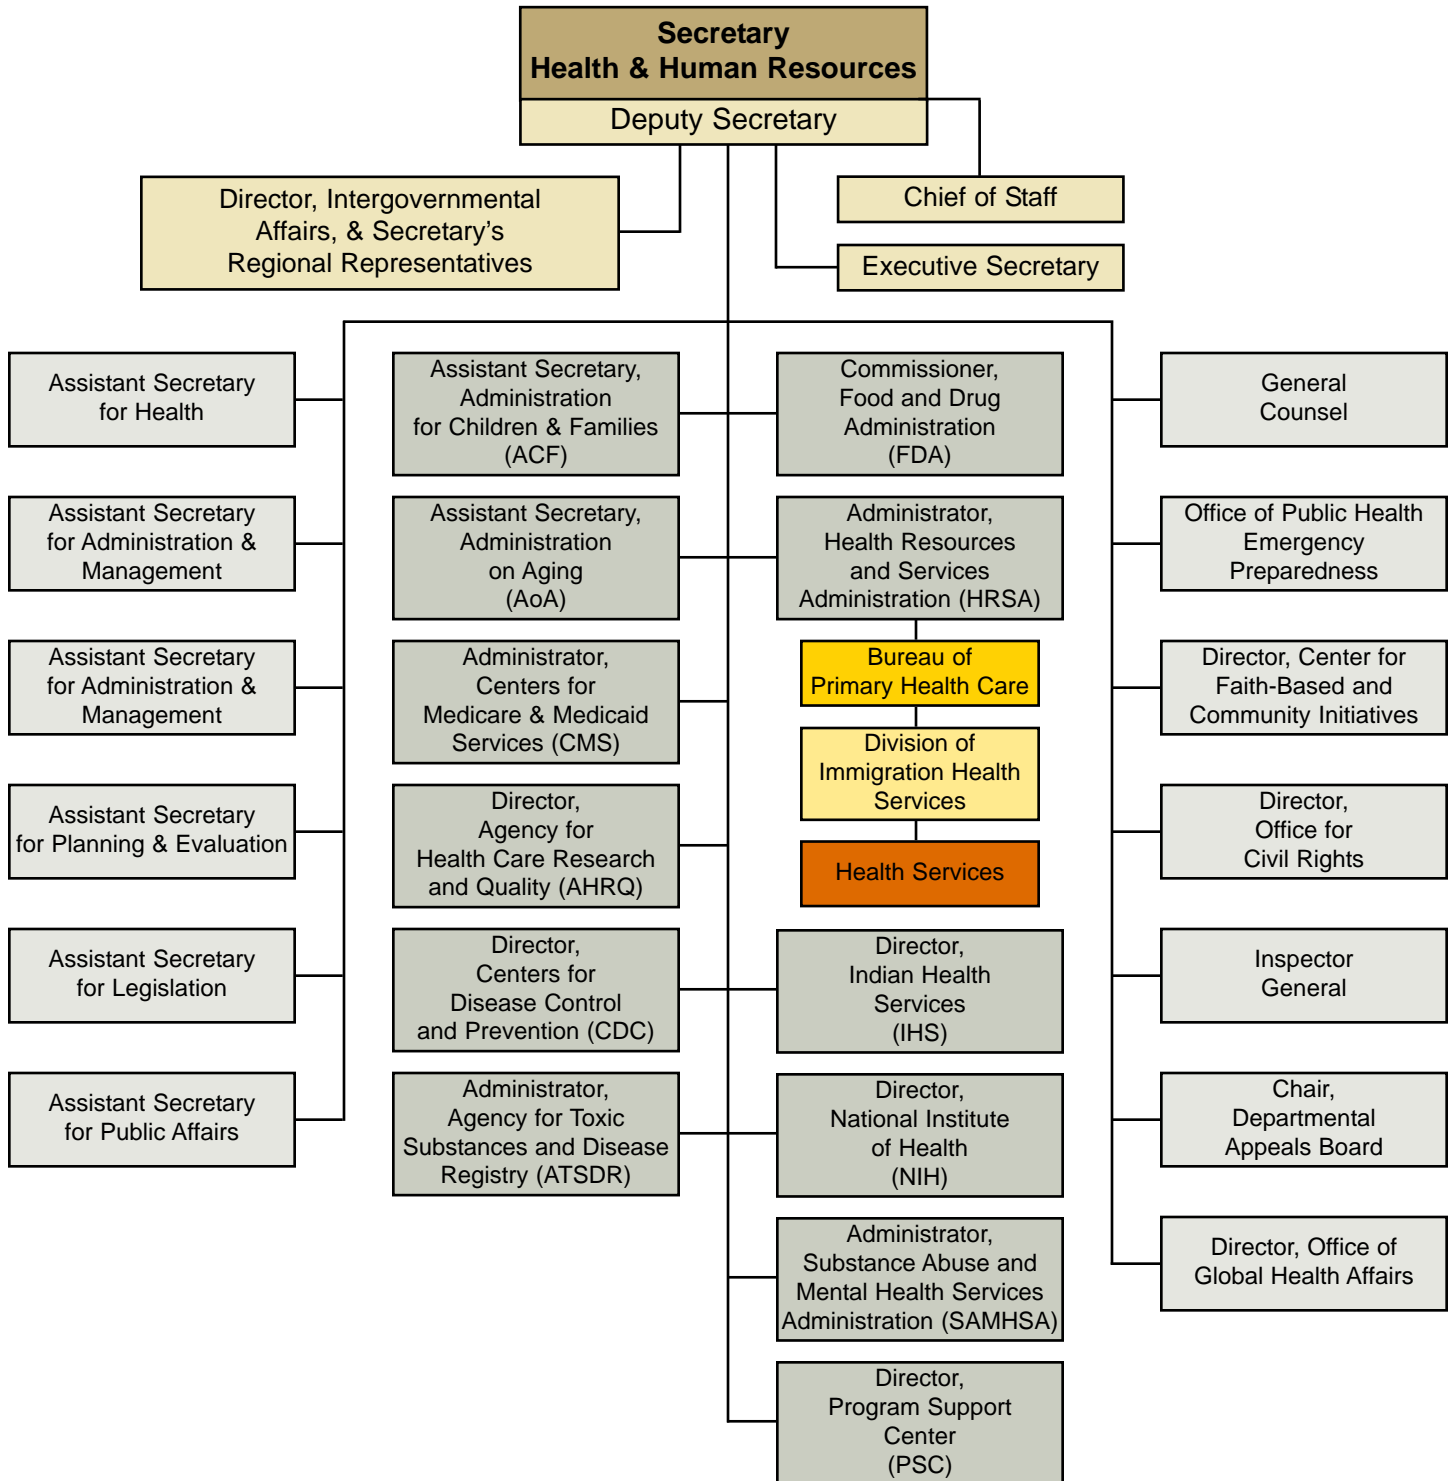 Secretary
Health & Human Resources
Deputy Secretary
Director, Intergovernmental
Affairs, & Secretary’s
Regional Representatives
Chief of Staff
Executive Secretary
Assistant Secretary
for Health
Assistant Secretary
for Administration &
Management
Assistant Secretary
for Administration &
Management
Assistant Secretary
for Planning & Evaluation
Assistant Secretary
for Legislation
Assistant Secretary
for Public Affairs
Assistant Secretary,
Administration
for Children & Families
(ACF)
Assistant Secretary,
Administration
on Aging
(AoA)
Administrator,
Centers for
Medicare & Medicaid
Services (CMS)
Director,
Agency for
Health Care Research
and Quality (AHRQ)
Director,
Centers for
Disease Control
and Prevention (CDC)
Administrator,
Agency for Toxic
Substances and Disease
Registry (ATSDR)
Commissioner,
Food and Drug
Administration
(FDA)
Administrator,
Health Resources
and Services
Administration (HRSA)
Bureau of
Primary Health Care
Division of
Immigration Health
Services
Health Services
Director,
Indian Health
Services
(IHS)
Director,
National Institute
of Health
(NIH)
Administrator,
Substance Abuse and
Mental Health Services
Administration (SAMHSA)
Director,
Program Support
Center
(PSC)
General
Counsel
Office of Public Health
Emergency
Preparedness
Director, Center for
Faith-Based and
Community Initiatives
Director,
Office for
Civil Rights
Inspector
General
Chair,
Departmental
Appeals Board
Director, Office of
Global Health Affairs